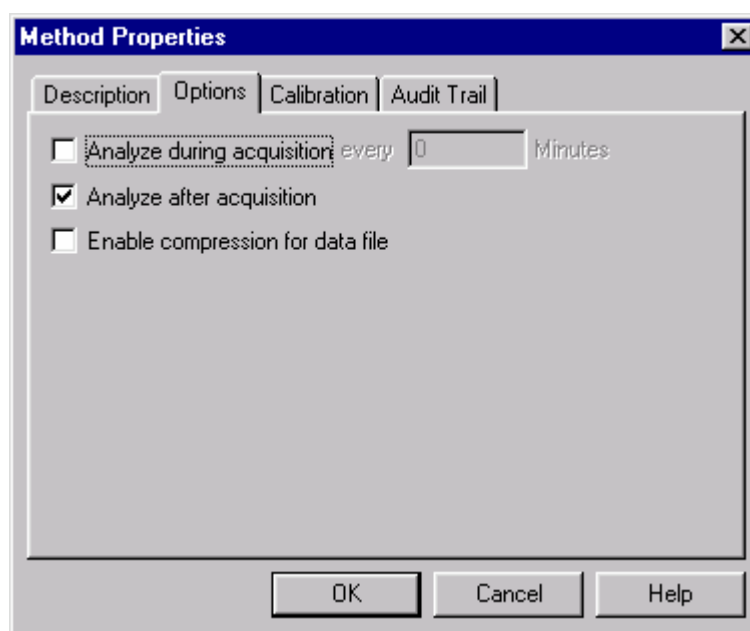 Method Properties
Description Options Calibration Audit Trail
Analyze during acquisition every 0 Minutes
Analyze after acquisition
Enable compression for data file
OK Cancel Help